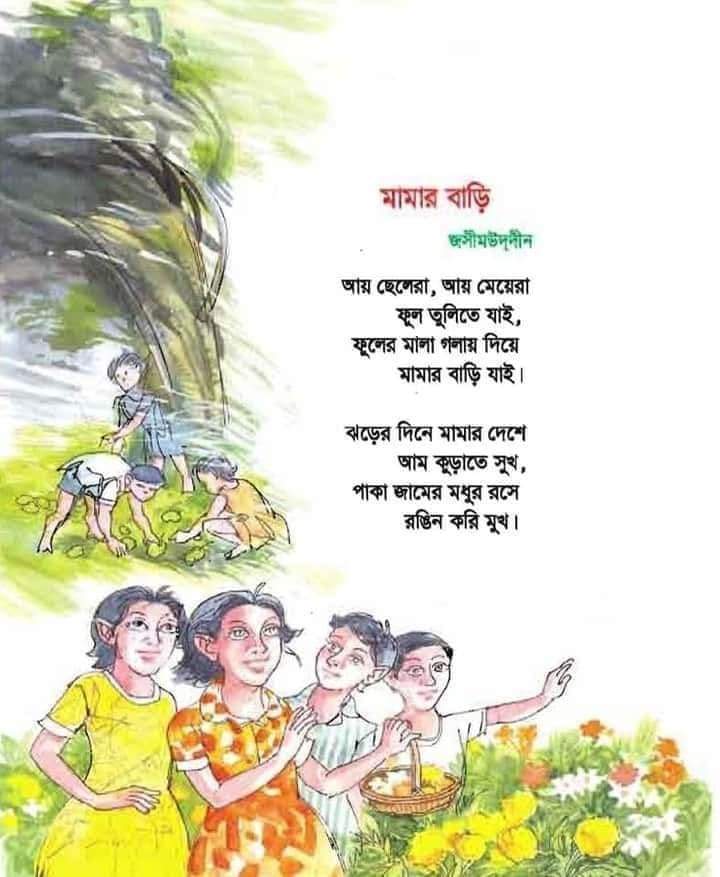 মামার বাড়ি
জসীমউদ্‌দীন
আয় ছেলেরা, আয় মেয়েরা
ফুল তুলিতে যাই,
ফুলের মালা গলায় দিয়ে
মামার বাড়ি যাই।
ঝড়ের দিনে মামার দেশে
আম কুড়াতে সুখ,
পাকা জামের মধুর রসে
রঙিন করি মুখ।